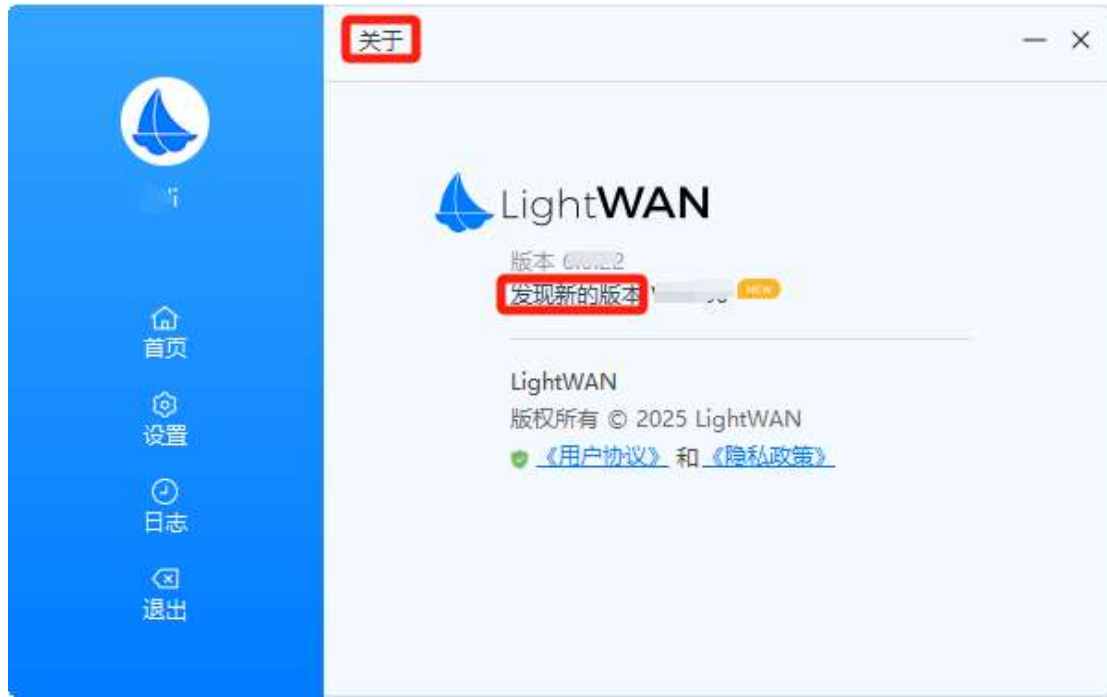 关于
首页
设置
日志
退出
LightWAN
版本
发现新的版本 NEW
LightWAN
版权所有 © 2025 LightWAN
《用户协议》 和 《隐私政策》